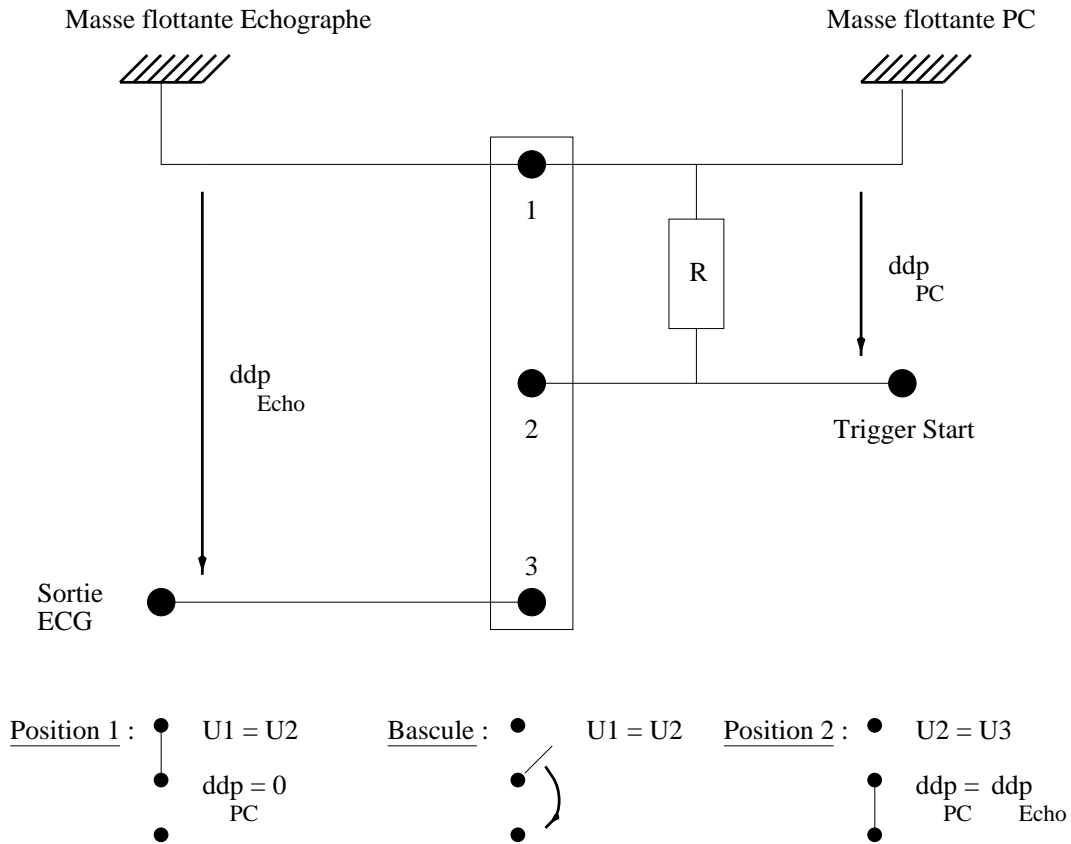 Masse flottante Echographe
Masse flottante PC
1
R
ddp
PC
ddp
Echo
2
Trigger Start
3
Sortie
ECG
Position 1 : U1 = U2
ddp = 0
PC
Bascule : U1 = U2
Position 2 : U2 = U3
ddp = ddp
PC Echo